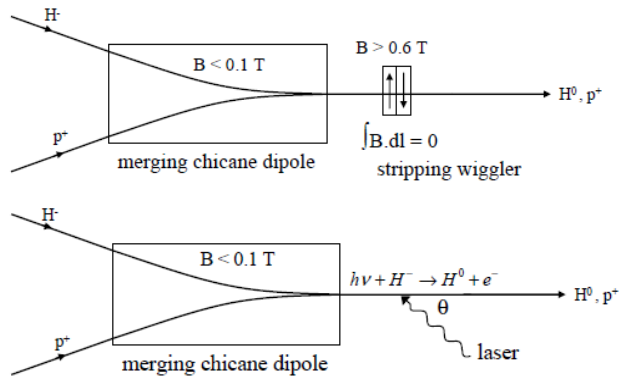 H-
B < 0.1 T
B > 0.6 T
H⁰, p⁺
p⁺
∫B.dl = 0
merging chicane dipole
stripping wiggler
H-
B < 0.1 T
hν + H⁻ → H⁰ + e⁻
H⁰, p⁺
θ
p⁺
laser
merging chicane dipole